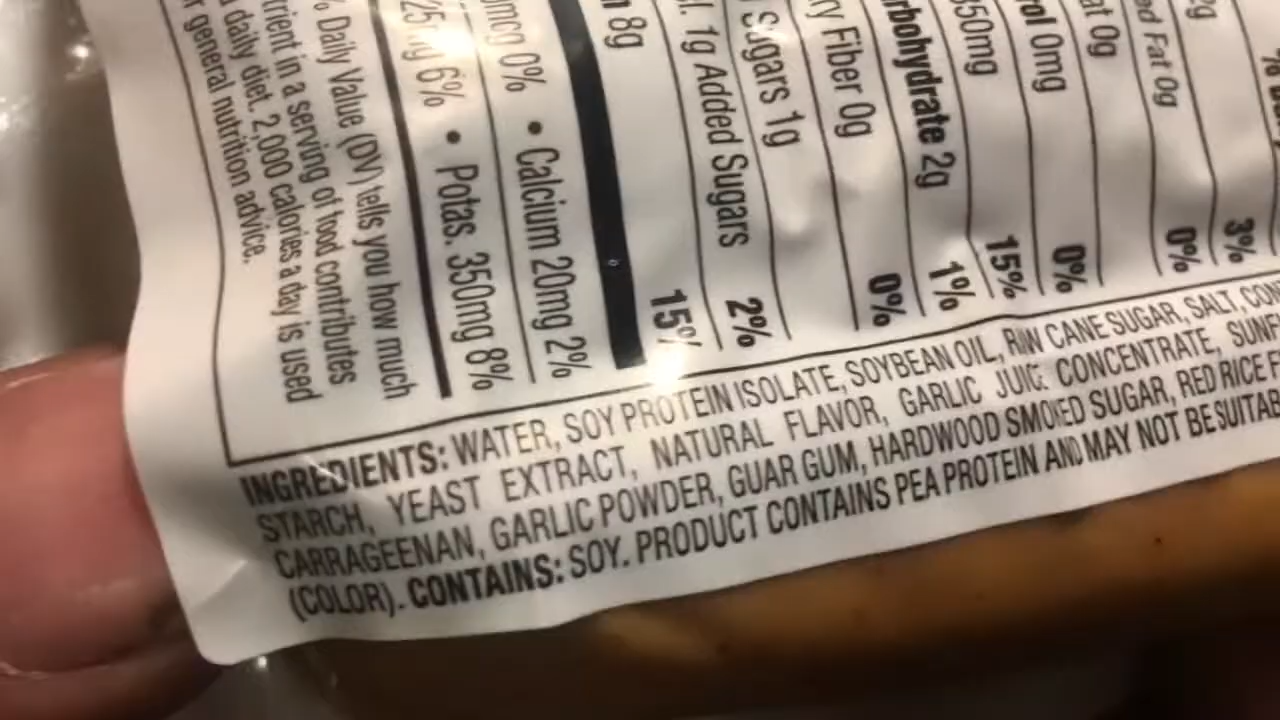 2g 3%
Fat 0g 0%
at 0g
0mg 0%
350mg 15%
rbohydrate 2g 1%
ry Fiber 0g 0%
Sugars 1g
1g Added Sugars 2%
8g 15%
0mcg 0% • Calcium 20mg 2%
6% • Potas. 350mg 8%
% Daily Value (DV) tells you how much
trient in a serving of food contributes
daily diet. 2,000 calories a day is used
r general nutrition advice.
INGREDIENTS: WATER, SOY PROTEIN ISOLATE, SOYBEAN OIL, RAW CANE SUGAR, SALT,
STARCH, YEAST EXTRACT, NATURAL FLAVOR, GARLIC JUICE CONCENTRATE,
CARRAGEENAN, GARLIC POWDER, GUAR GUM, HARDWOOD SMOKED SUGAR, RED RICE
(COLOR). CONTAINS: SOY. PRODUCT CONTAINS PEA PROTEIN AND MAY NOT BE SUITAB